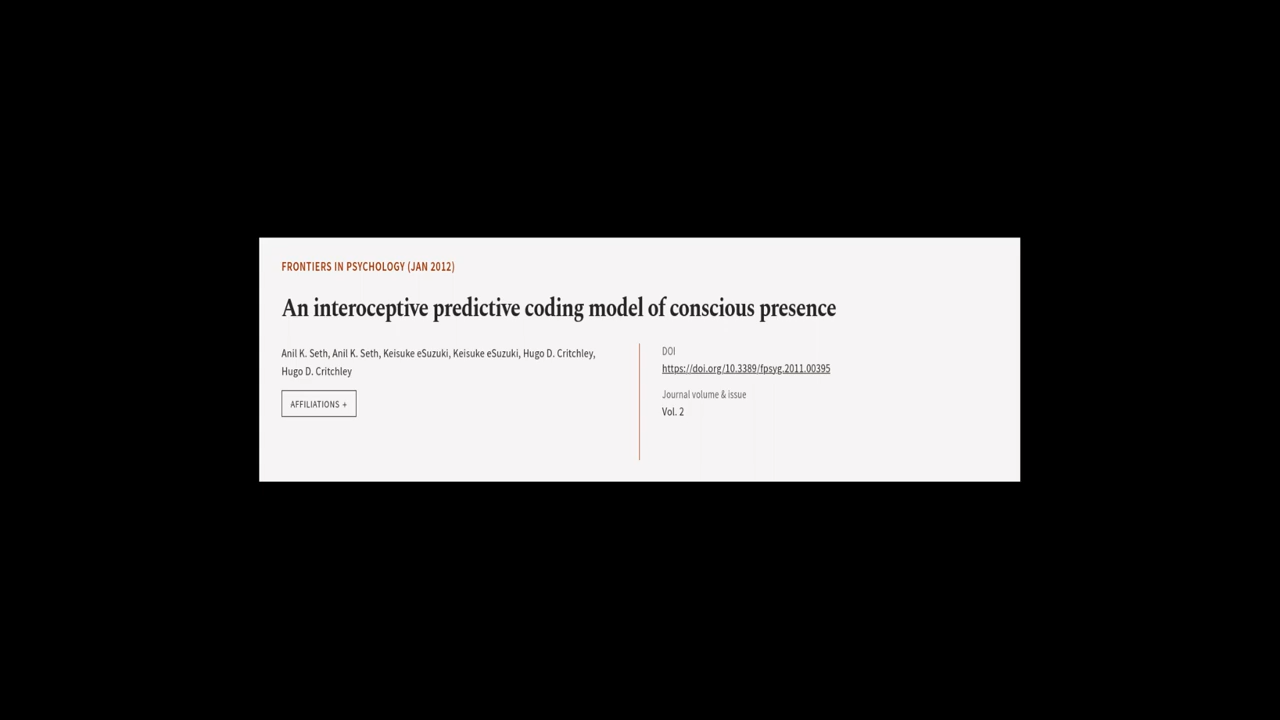 FRONTIERS IN PSYCHOLOGY (JAN 2012)
An interoceptive predictive coding model of conscious presence
Anil K. Seth, Anil K. Seth, Keisuke eSuzuki, Keisuke eSuzuki, Hugo D. Critchley,
Hugo D. Critchley
AFFILIATIONS +
DOI
https://doi.org/10.3389/fpsyg.2011.00395
Journal volume & issue
Vol. 2